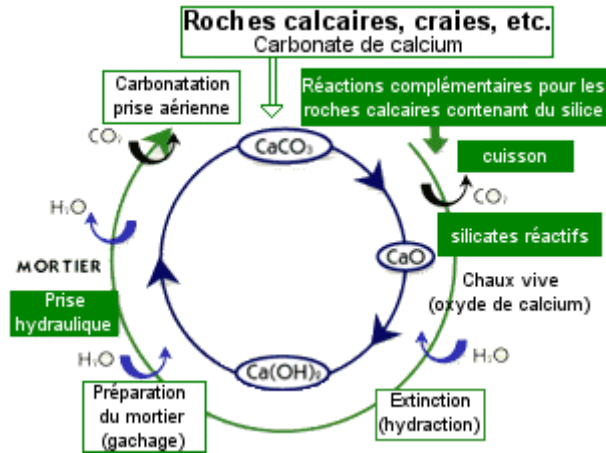 Roches calcaires, craies, etc.
Carbonate de calcium
Carbonatation
prise aérienne
Réactions complémentaires pour les
roches calcaires contenant du silice
CO₂
CaCO₃
cuisson
CO₂
H₂O
silicates réactifs
MORTIER
CaO
Chaux vive
(oxyde de calcium)
Prise
hydraulique
H₂O
H₂O
Ca(OH)₂
Préparation
du mortier
(gachage)
Extinction
(hydraction)